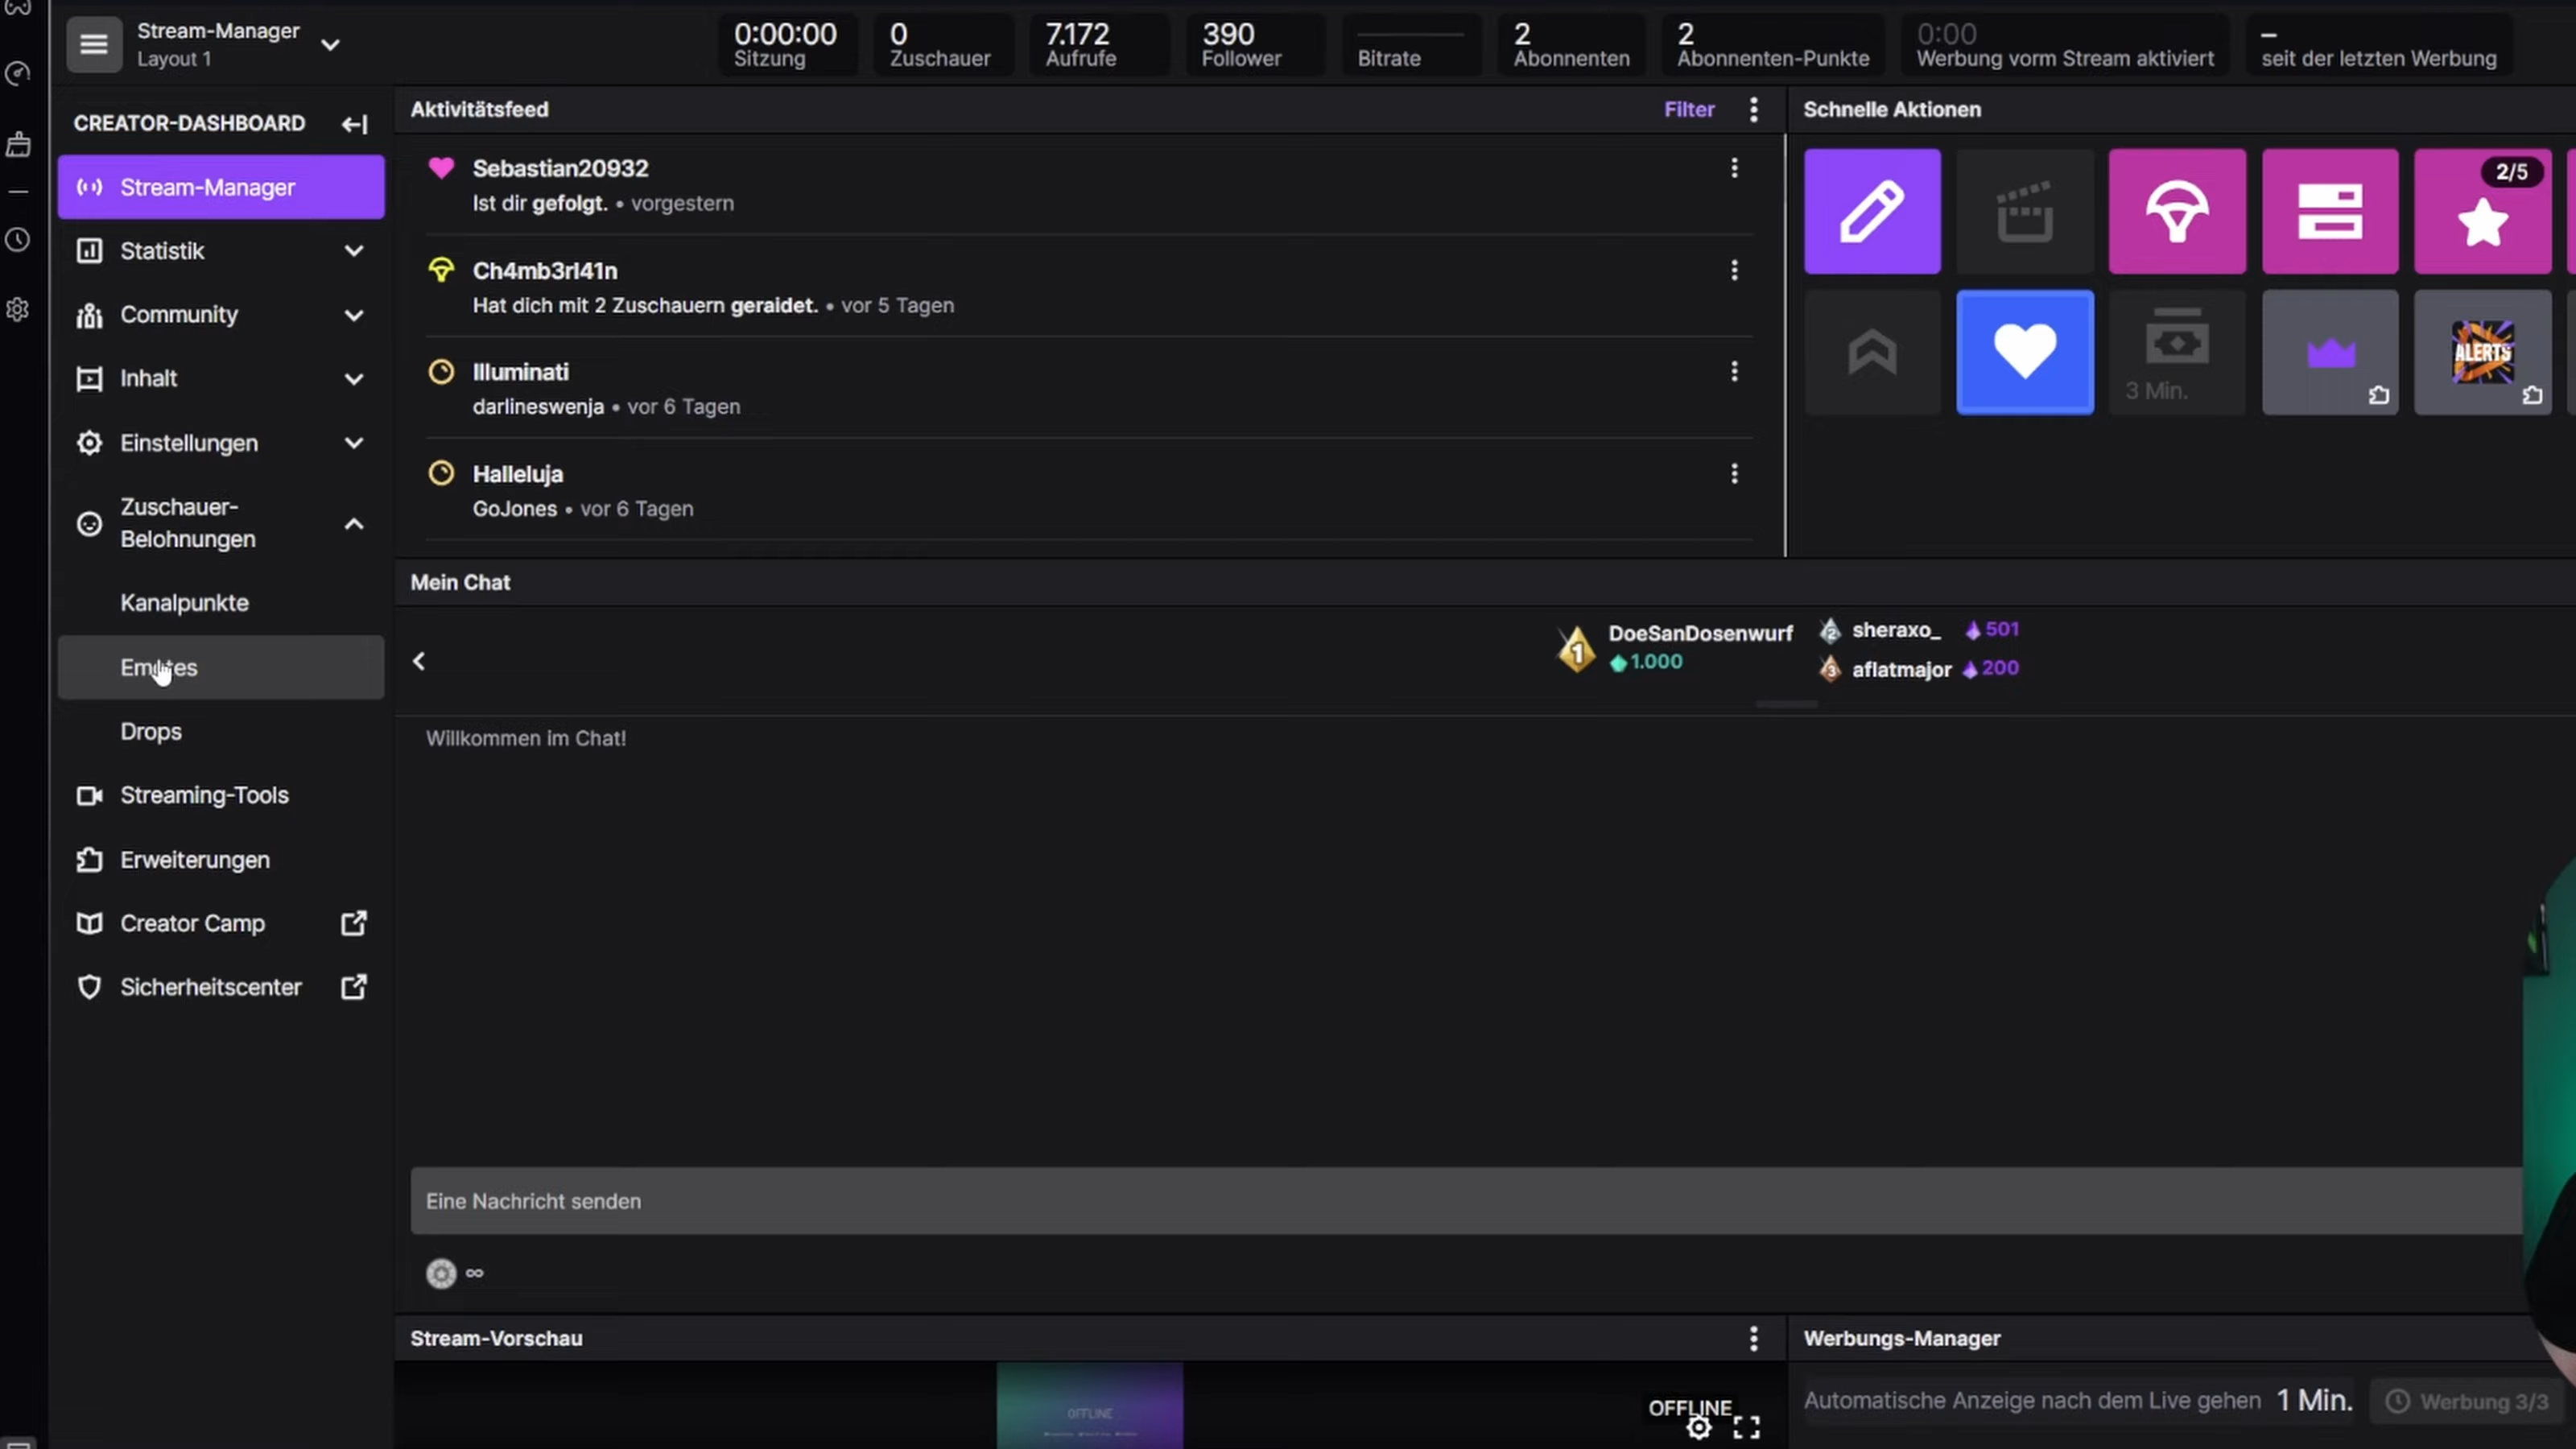 Stream-Manager
Layout 1
0:00:00
Sitzung
0
Zuschauer
7.172
Aufrufe
390
Follower
Bitrate
2
Abonnenten
2
Abonnenten-Punkte
0:00
Werbung vorm Stream aktiviert
–
seit der letzten Werbung
CREATOR-DASHBOARD
Stream-Manager
Statistik
Community
Inhalt
Einstellungen
Zuschauer-
Belohnungen
Kanalpunkte
Drops
Streaming-Tools
Erweiterungen
Creator Camp
Sicherheitscenter
Aktivitätsfeed
Filter
Sebastian20932
Ist dir gefolgt. • vorgestern
Ch4mb3rl41n
Hat dich mit 2 Zuschauern geraidet. • vor 5 Tagen
Illuminati
darlineswenja • vor 6 Tagen
Halleluja
GoJones • vor 6 Tagen
Schnelle Aktionen
2/5
3 Min.
ALERTS
Mein Chat
1
DoeSanDosenwurf
1.000
2
sheraxo_
501
3
aflatmajor
200
Willkommen im Chat!
Eine Nachricht senden
∞
Stream-Vorschau
OFFLINE
OFFLINE
Werbungs-Manager
Automatische Anzeige nach dem Live gehen
1 Min.
Werbung 3/3